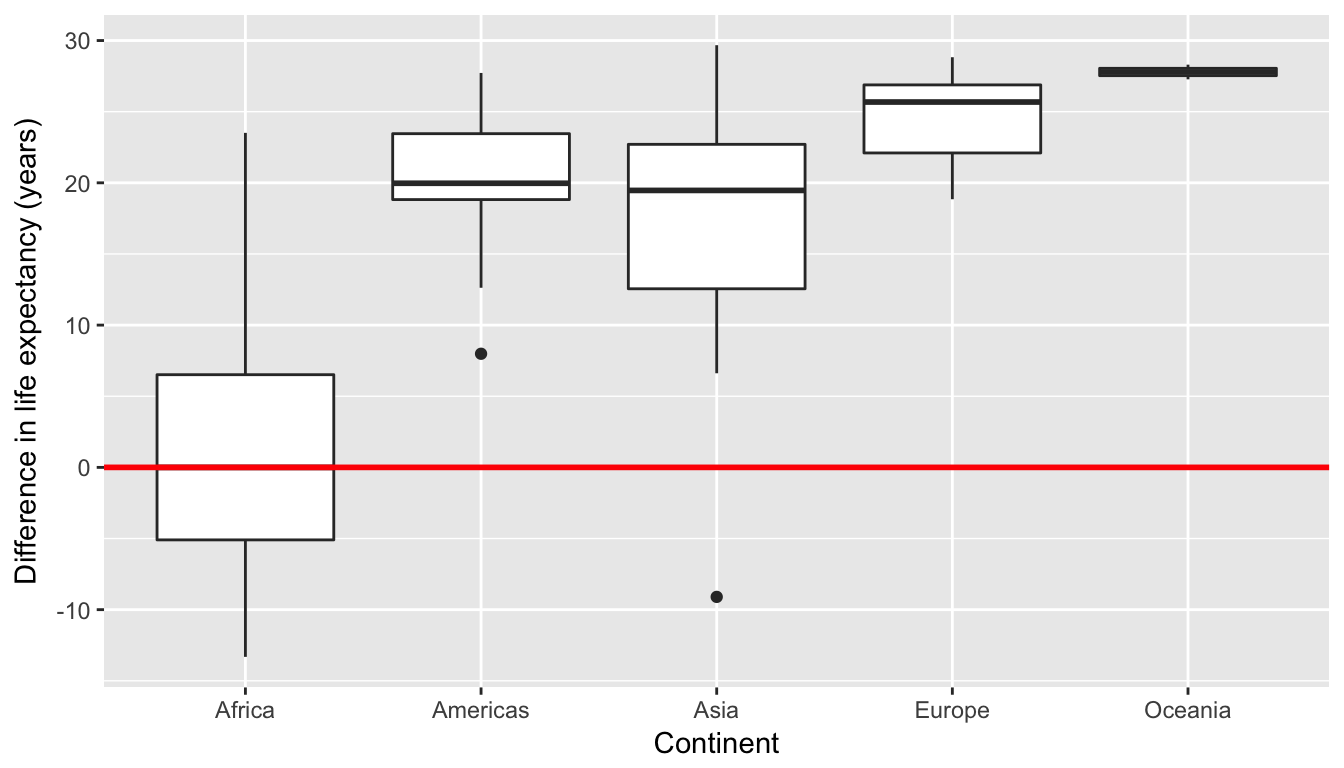 Difference in life expectancy (years)
30
20
10
0
-10
Africa Americas Asia Europe Oceania
Continent